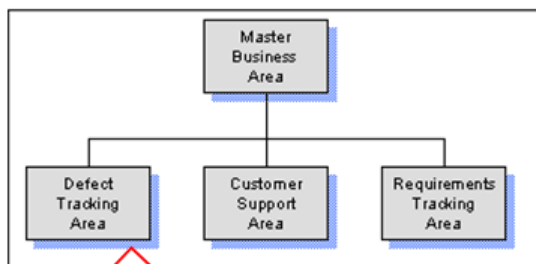 Master
Business
Area
Defect
Tracking
Area
Customer
Support
Area
Requirements
Tracking
Area